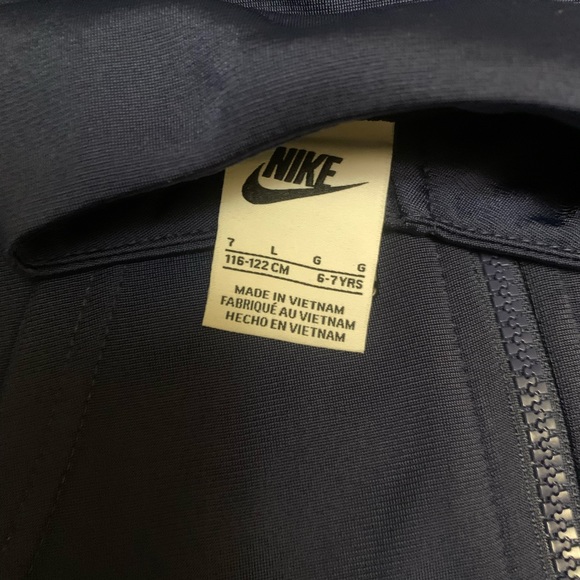 NIKE
7 L G G
116-122 CM 6-7 YRS
MADE IN VIETNAM
FABRIQUÉ AU VIETNAM
HECHO EN VIETNAM